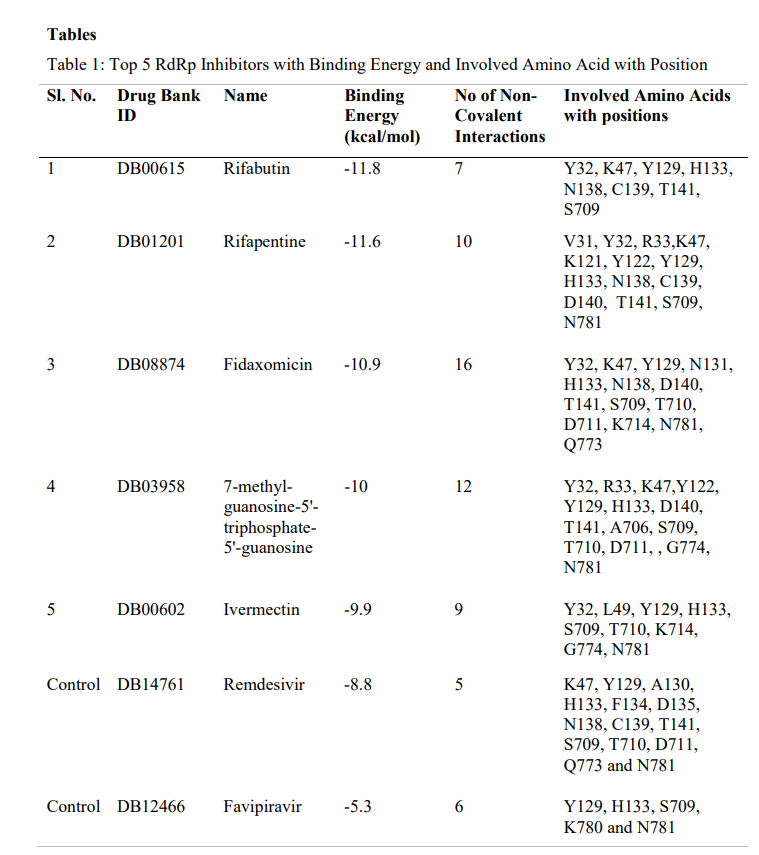 Tables
Table 1: Top 5 RdRp Inhibitors with Binding Energy and Involved Amino Acid with Position
Sl. No. Drug Bank ID Name Binding Energy (kcal/mol) No of Non-Covalent Interactions Involved Amino Acids with positions
1 DB00615 Rifabutin -11.8 7 Y32, K47, Y129, H133,
N138, C139, T141,
S709
2 DB01201 Rifapentine -11.6 10 V31, Y32, R33,K47,
K121, Y122, Y129,
H133, N138, C139,
D140, T141, S709,
N781
3 DB08874 Fidaxomicin -10.9 16 Y32, K47, Y129, N131,
H133, N138, D140,
T141, S709, T710,
D711, K714, N781,
Q773
4 DB03958 7-methyl- -10 12 Y32, R33, K47,Y122,
guanosine-5'- Y129, H133, D140,
triphosphate- T141, A706, S709,
5'-guanosine T710, D711, , G774,
N781
5 DB00602 Ivermectin -9.9 9 Y32, L49, Y129, H133,
S709, T710, K714,
G774, N781
Control DB14761 Remdesivir -8.8 5 K47, Y129, A130,
H133, F134, D135,
N138, C139, T141,
S709, T710, D711,
Q773 and N781
Control DB12466 Favipiravir -5.3 6 Y129, H133, S709,
K780 and N781